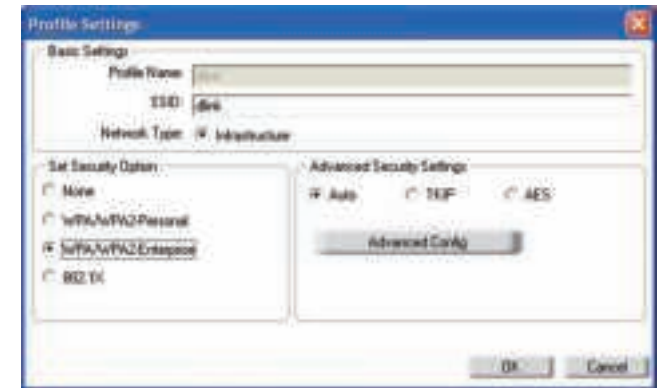 Profile Settings
Basic Settings
Profile Name:
SSID: dlink
Network Type: Infrastructure
Set Security Option
None
WPA/WPA2-Personal
WPA/WPA2-Enterprise
802.1X
Advanced Security Settings
Auto TKIP AES
Advanced Config
OK Cancel